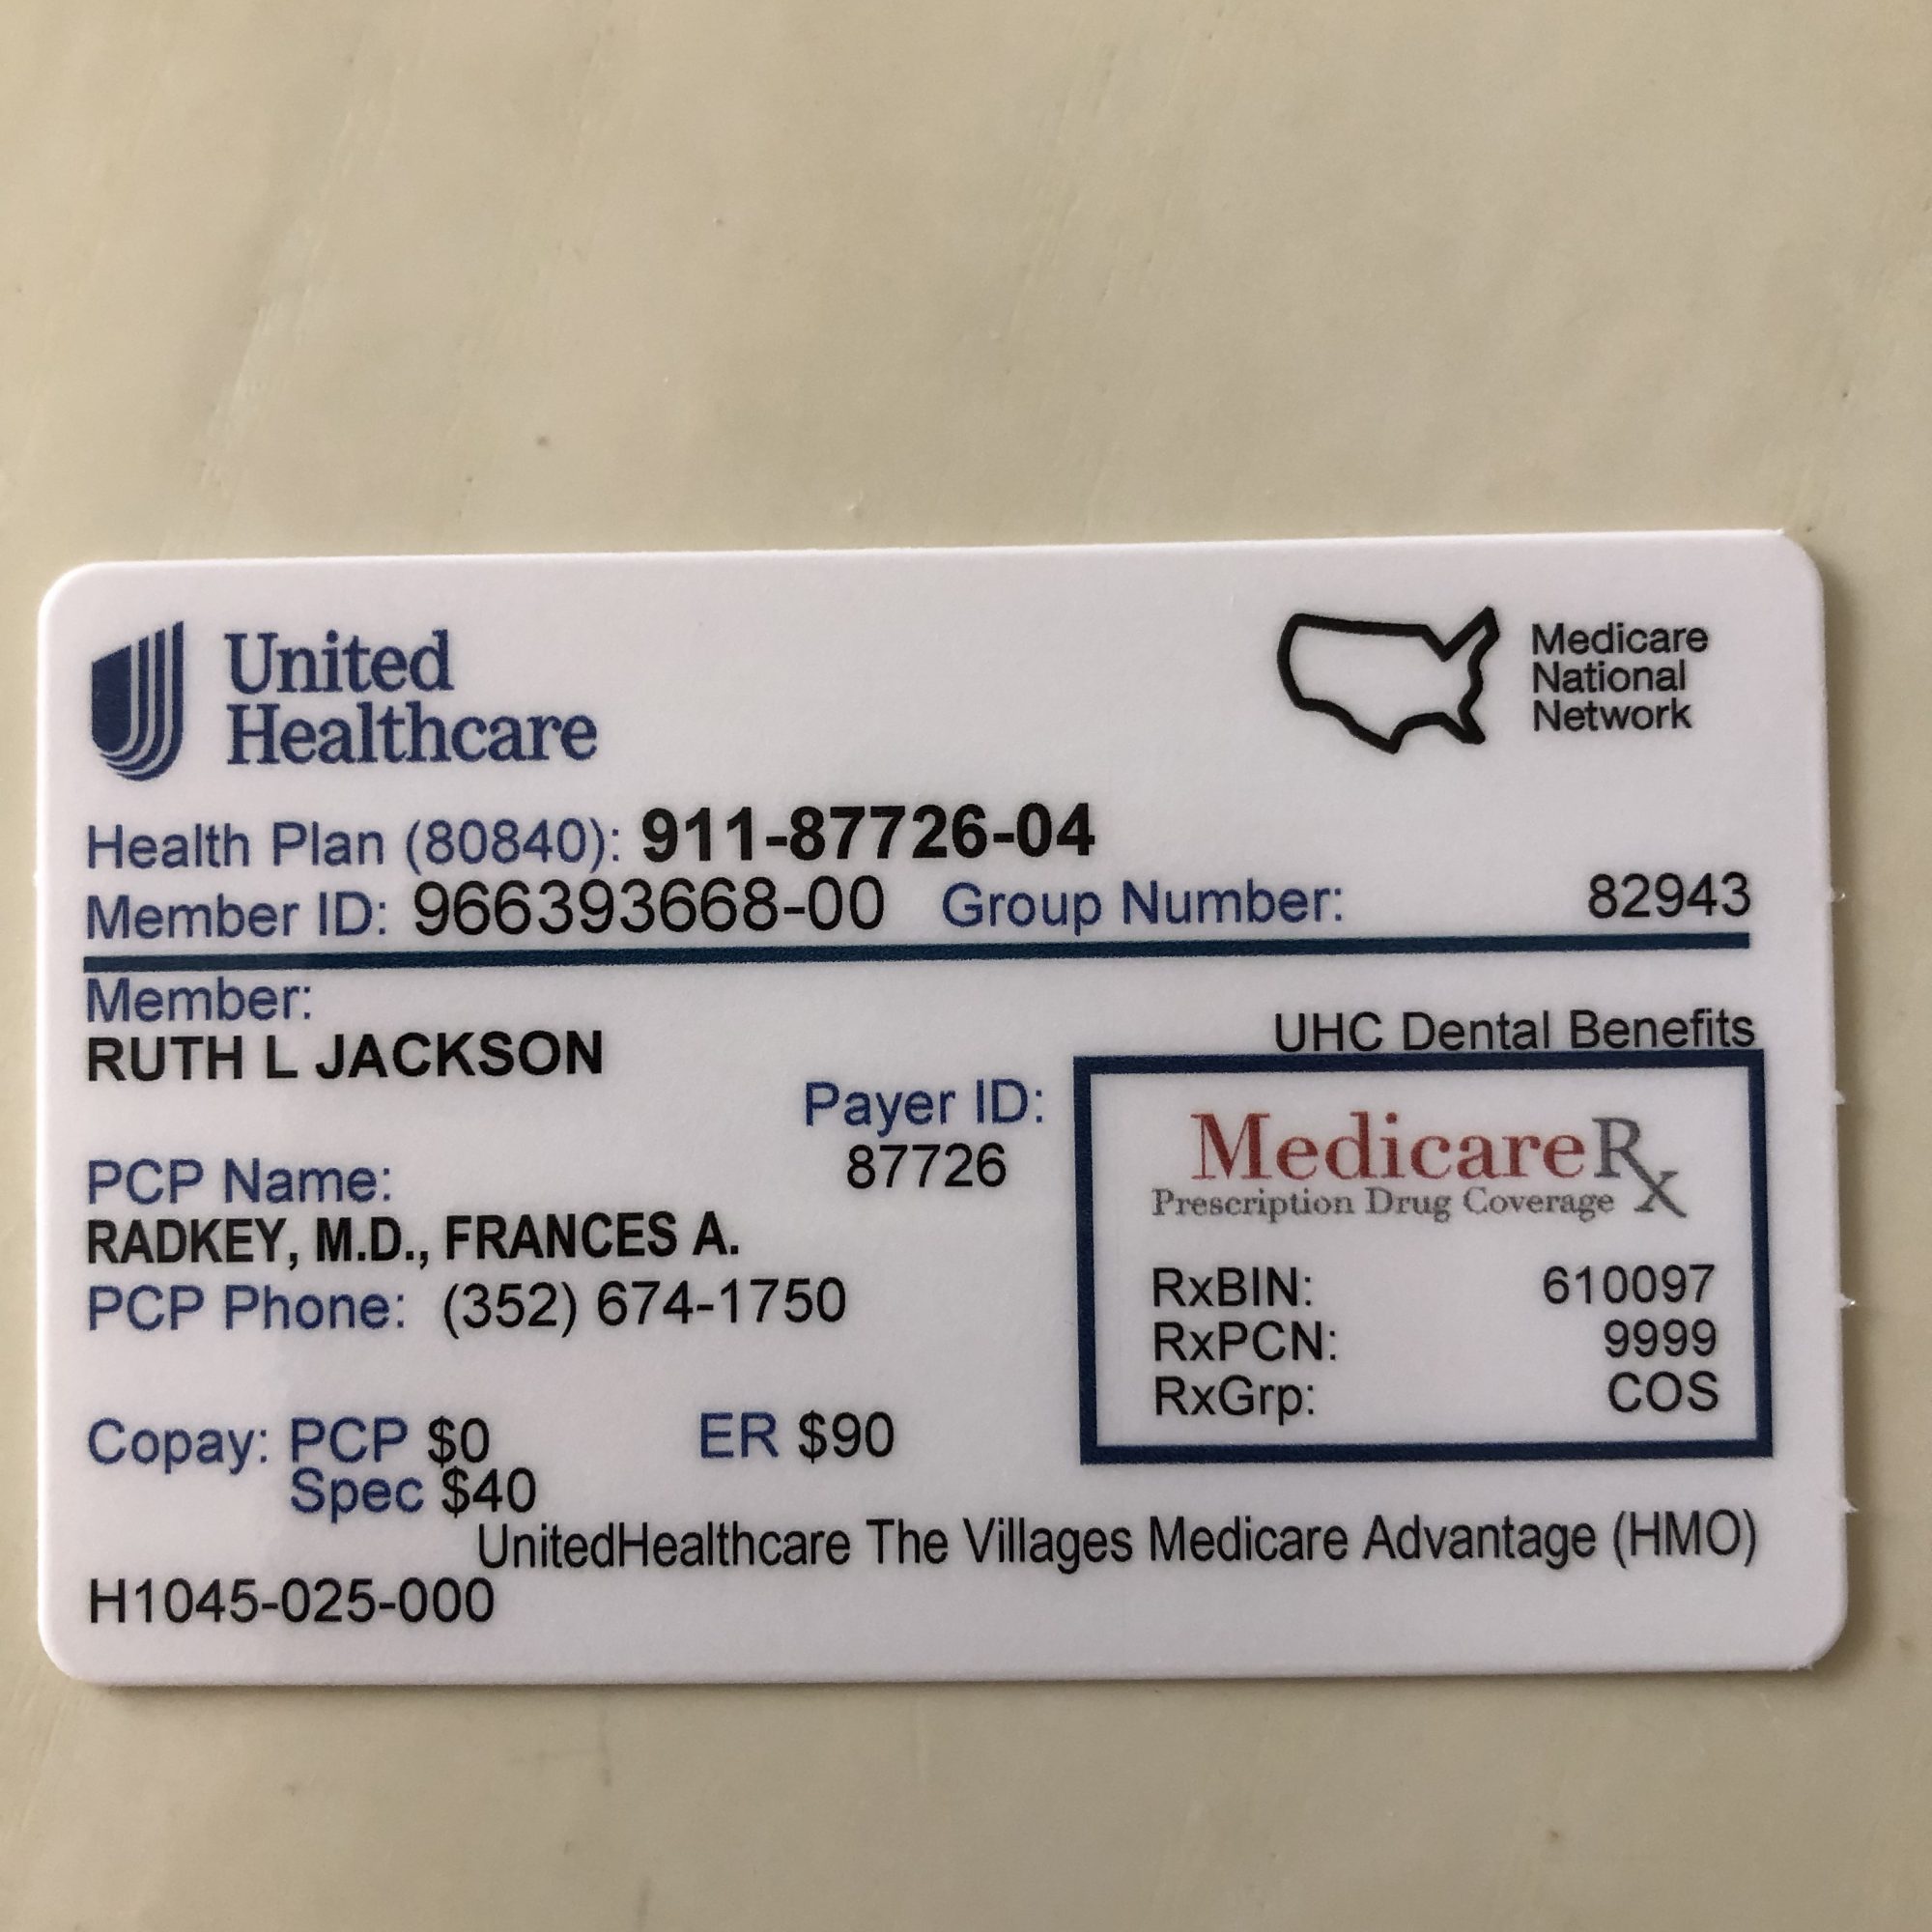 United
Healthcare
Medicare
National
Network
Health Plan (80840): 911-87726-04
Member ID: 966393668-00 Group Number: 82943
Member:
RUTH L JACKSON
UHC Dental Benefits
Payer ID:
87726
PCP Name:
RADKEY, M.D., FRANCES A.
PCP Phone: (352) 674-1750
MedicareRx
Prescription Drug Coverage
RxBIN: 610097
RxPCN: 9999
RxGrp: COS
Copay: PCP $0 ER $90
Spec $40
UnitedHealthcare The Villages Medicare Advantage (HMO)
H1045-025-000